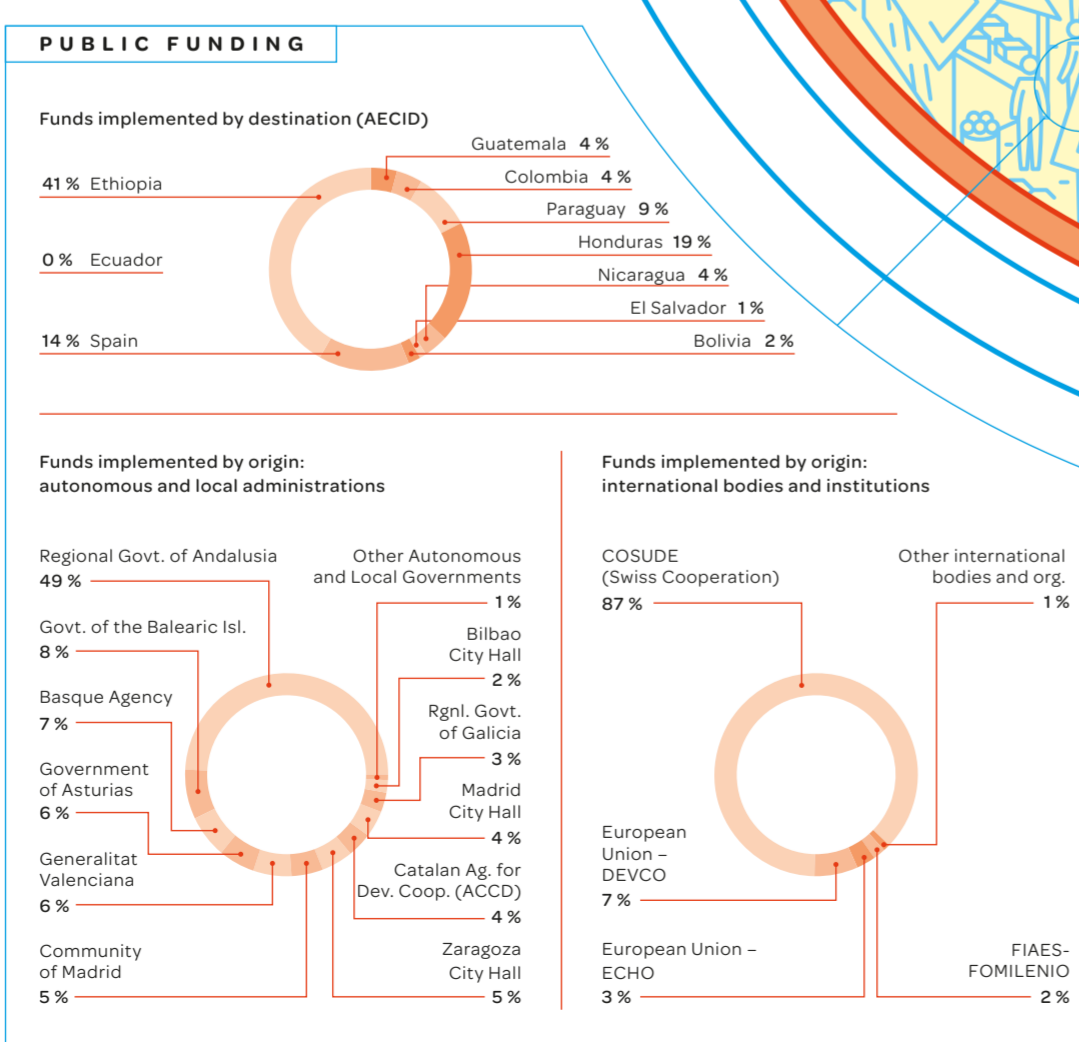 PUBLIC FUNDING
Funds implemented by destination (AECID)
Guatemala 4 %
Colombia 4 %
Paraguay 9 %
Honduras 19 %
Nicaragua 4 %
El Salvador 1 %
Bolivia 2 %
41 % Ethiopia
0 % Ecuador
14 % Spain
Funds implemented by origin:
autonomous and local administrations
Regional Govt. of Andalusia
49 %
Govt. of the Balearic Isl.
8 %
Basque Agency
7 %
Government
of Asturias
6 %
Generalitat
Valenciana
6 %
Community
of Madrid
5 %
Other Autonomous
and Local Governments
1 %
Bilbao
City Hall
2 %
Rgnl. Govt.
of Galicia
3 %
Madrid
City Hall
4 %
Catalan Ag. for
Dev. Coop. (ACCD)
4 %
Zaragoza
City Hall
5 %
Funds implemented by origin:
international bodies and institutions
COSUDE
(Swiss Cooperation)
87 %
European
Union –
DEVCO
7 %
European Union –
ECHO
3 %
Other international
bodies and org.
1 %
FIAES-
FOMILENIO
2 %